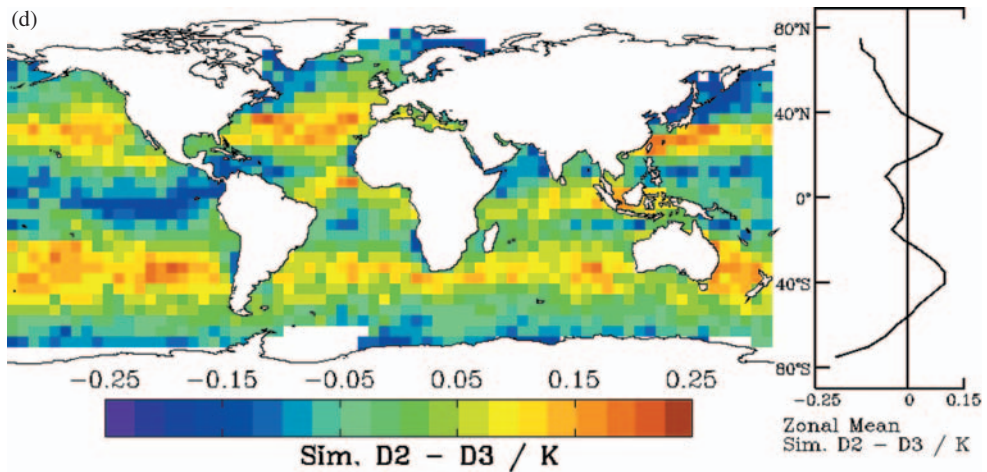 (d)
80°N
40°N
0°N
40°S
80°S
-0.25 -0.15 -0.05 0.05 0.15 0.25
Sim. D2 - D3 / K
-0.25 0 0.15
Zonal Mean
Sim. D2 - D3 / K